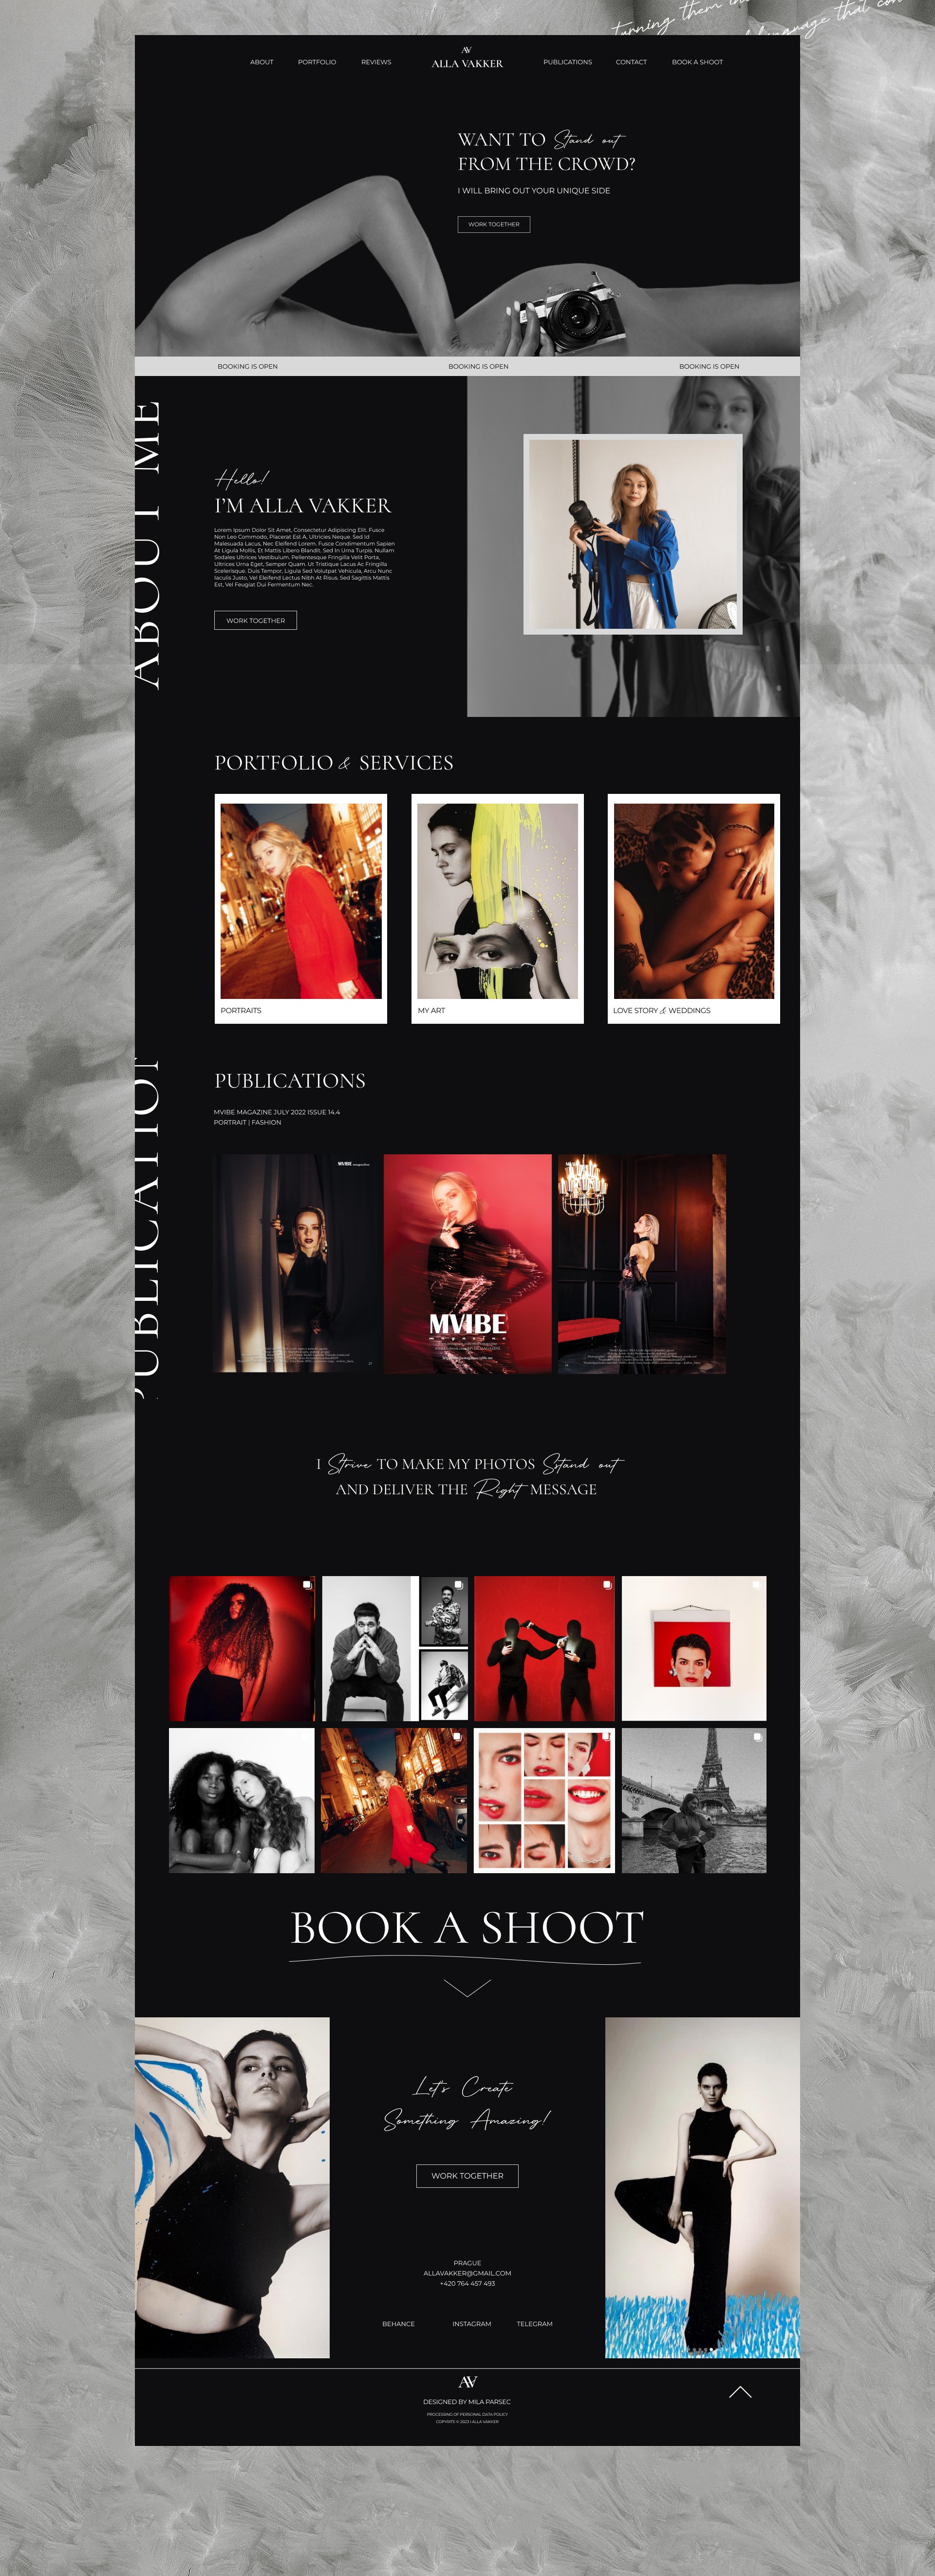 turning them in
language that con
AV
ABOUT
PORTFOLIO
REVIEWS
ALLA VAKKER
PUBLICATIONS
CONTACT
BOOK A SHOOT
WANT TO Stand out
FROM THE CROWD?
I WILL BRING OUT YOUR UNIQUE SIDE
WORK TOGETHER
BOOKING IS OPEN
BOOKING IS OPEN
BOOKING IS OPEN
ABOUT ME
Hello!
I'M ALLA VAKKER
Lorem Ipsum Dolor Sit Amet, Consectetur Adipiscing Elit. Fusce
Non Leo Commodo, Placerat Est A, Ultricies Neque. Sed Id
Malesuada Lacus, Nec Eleifend Lorem. Fusce Condimentum Sapien
At Ligula Mollis, Et Mattis Libero Blandit. Sed In Urna Turpis. Nullam
Sodales Ultrices Vestibulum. Pellentesque Fringilla Velit Porta,
Ultrices Urna Eget, Semper Quam. Ut Tristique Lacus Ac Fringilla
Scelerisque. Duis Tempor, Ligula Sed Volutpat Vehicula, Arcu Nunc
Iaculis Justo, Vel Eleifend Lectus Nibh At Risus. Sed Sagittis Mattis
Est, Vel Feugiat Dui Fermentum Nec.
WORK TOGETHER
PORTFOLIO & SERVICES
PORTRAITS
MY ART
LOVE STORY & WEDDINGS
PUBLICATION
PUBLICATIONS
MVIBE MAGAZINE JULY 2022 ISSUE 14.4
PORTRAIT | FASHION
MVIBE magazine
MVIBE
magazine
I Strive TO MAKE MY PHOTOS Stand out
AND DELIVER THE Right MESSAGE
BOOK A SHOOT
Let's Create
Something Amazing!
WORK TOGETHER
PRAGUE
ALLAVAKKER@GMAIL.COM
+420 764 457 493
BEHANCE
INSTAGRAM
TELEGRAM
AV
DESIGNED BY MILA PARSEC
PROCESSING OF PERSONAL DATA POLICY
COPYRITE © 2023 | ALLA VAKKER